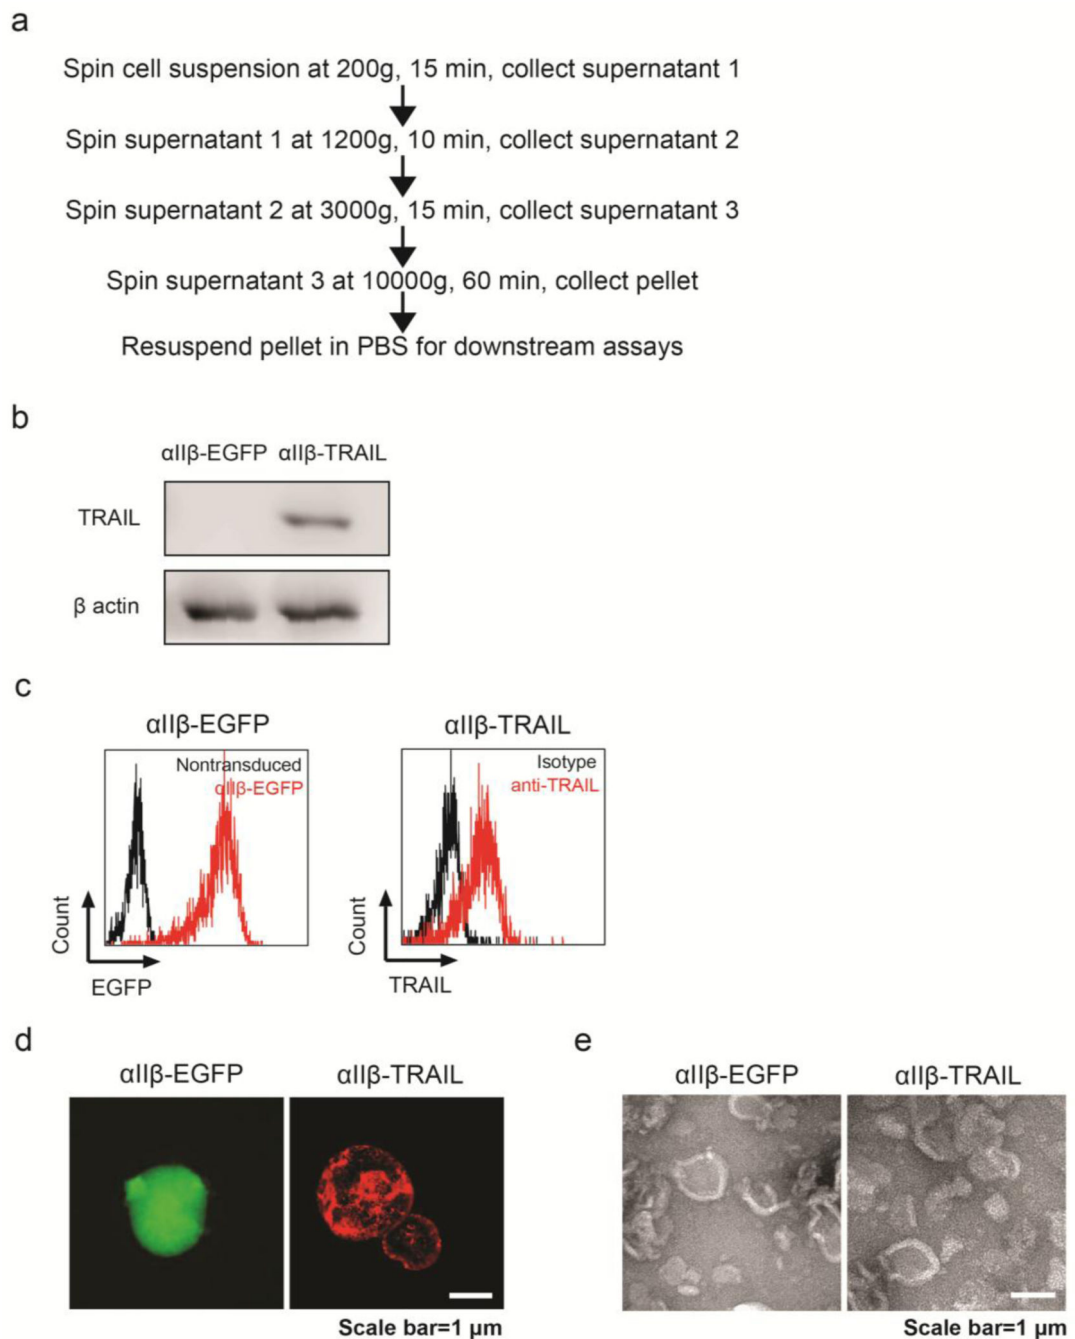 a
Spin cell suspension at 200g, 15 min, collect supernatant 1
Spin supernatant 1 at 1200g, 10 min, collect supernatant 2
Spin supernatant 2 at 3000g, 15 min, collect supernatant 3
Spin supernatant 3 at 10000g, 60 min, collect pellet
Resuspend pellet in PBS for downstream assays
b
αIIβ-EGFP αIIβ-TRAIL
TRAIL
β actin
c
αIIβ-EGFP
Nontransduced
αIIβ-EGFP
Count
EGFP
αIIβ-TRAIL
Isotype
anti-TRAIL
Count
TRAIL
d
αIIβ-EGFP αIIβ-TRAIL
Scale bar=1 µm
e
αIIβ-EGFP αIIβ-TRAIL
Scale bar=1 µm